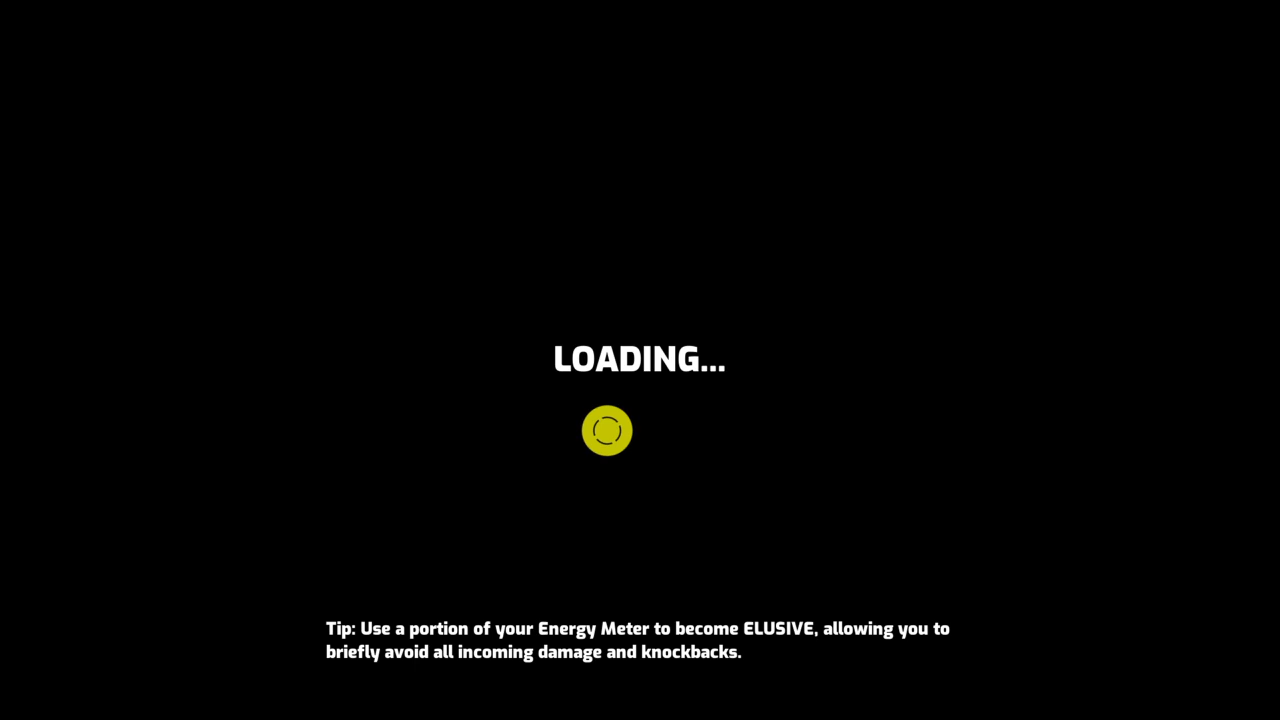 LOADING...
Tip: Use a portion of your Energy Meter to become ELUSIVE, allowing you to
briefly avoid all incoming damage and knockbacks.